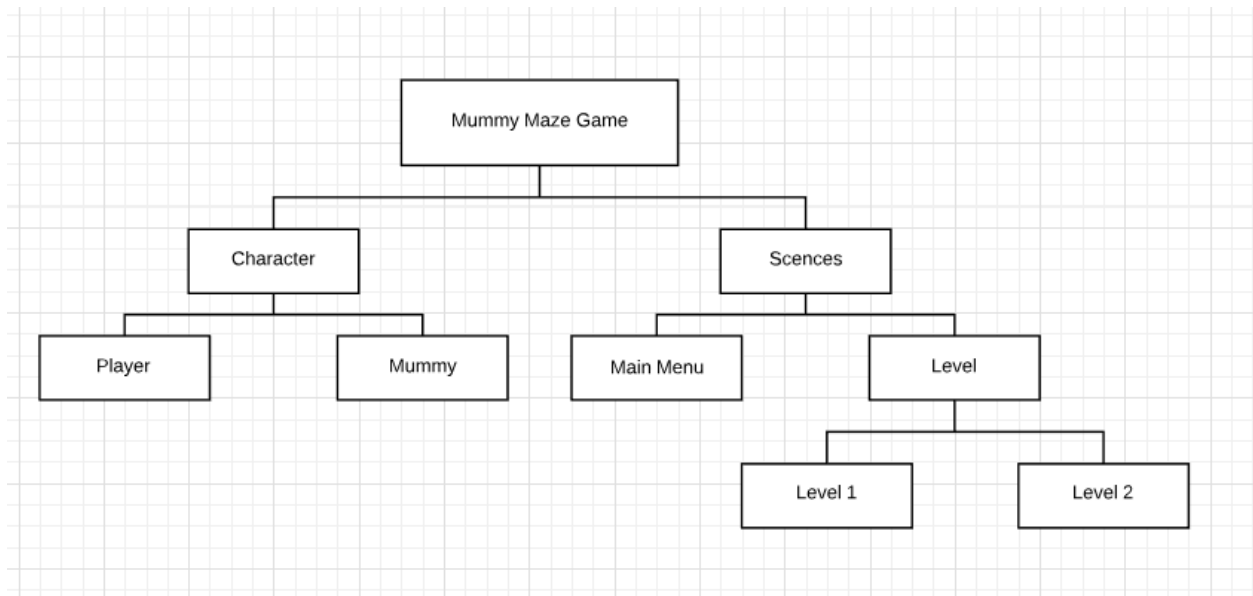 Mummy Maze Game
Character
Scences
Player
Mummy
Main Menu
Level
Level 1
Level 2